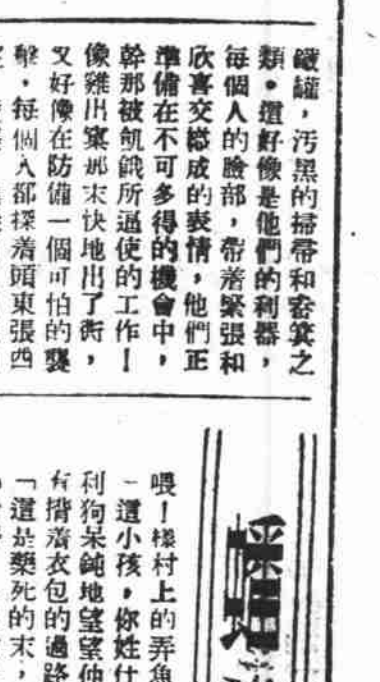 鐵罐，汚黑的掃帚和畚箕之
類。還好像是他們的利器，
每個人的臉部，帶着緊張和
欣喜交織成的表情，他們正
準備在不可多得的機會中，
幹那被飢餓所逼使的工作！
像雞出窠那末快地出了衖，
又好像在防備一個可怕的襲
擊，每個人都探着頭東張西
喂！樣村上的弄魚
「這小孩，你姓什
利狗呆鈍地望望他
有揹着衣包的過路
「這是藥死的末，